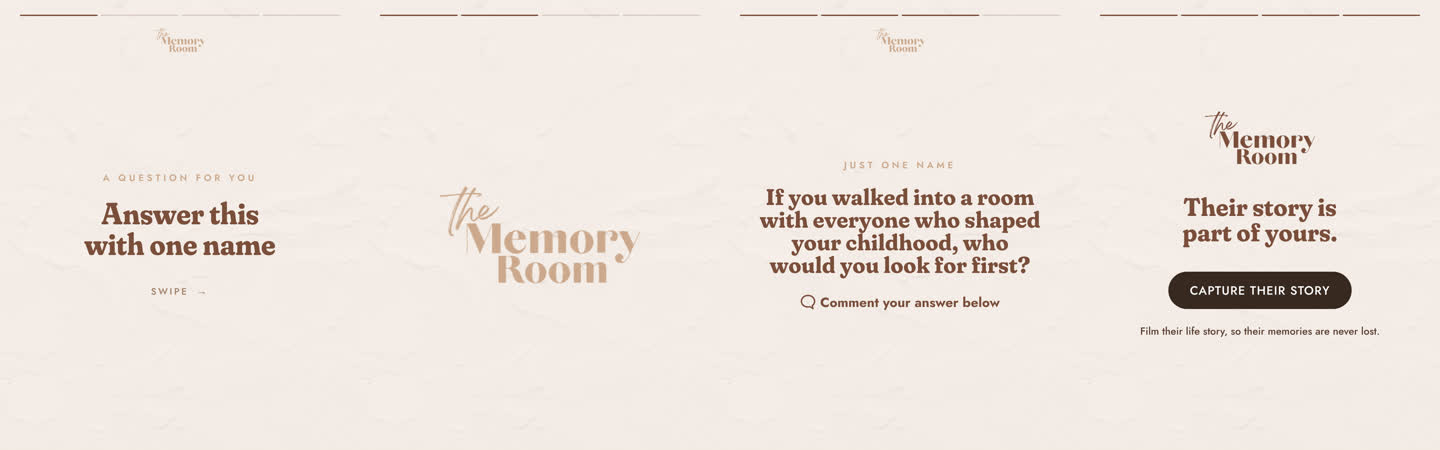 the
Memory
Room
A QUESTION FOR YOU
Answer this
with one name
SWIPE →
the
Memory
Room
the
Memory
Room
JUST ONE NAME
If you walked into a room
with everyone who shaped
your childhood, who
would you look for first?
Comment your answer below
the
Memory
Room
Their story is
part of yours.
CAPTURE THEIR STORY
Film their life story, so their memories are never lost.